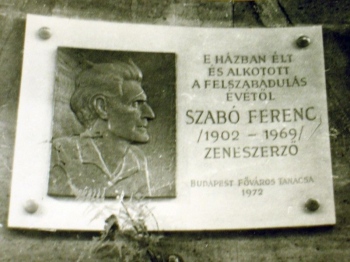 E HÁZBAN ÉLT
ÉS ALKOTOTT
A FELSZABADULÁS
ÉVÉTŐL
SZABÓ FERENC
/1902 – 1969/
ZENESZERZŐ
BUDAPEST FŐVÁROS TANÁCSA
1972